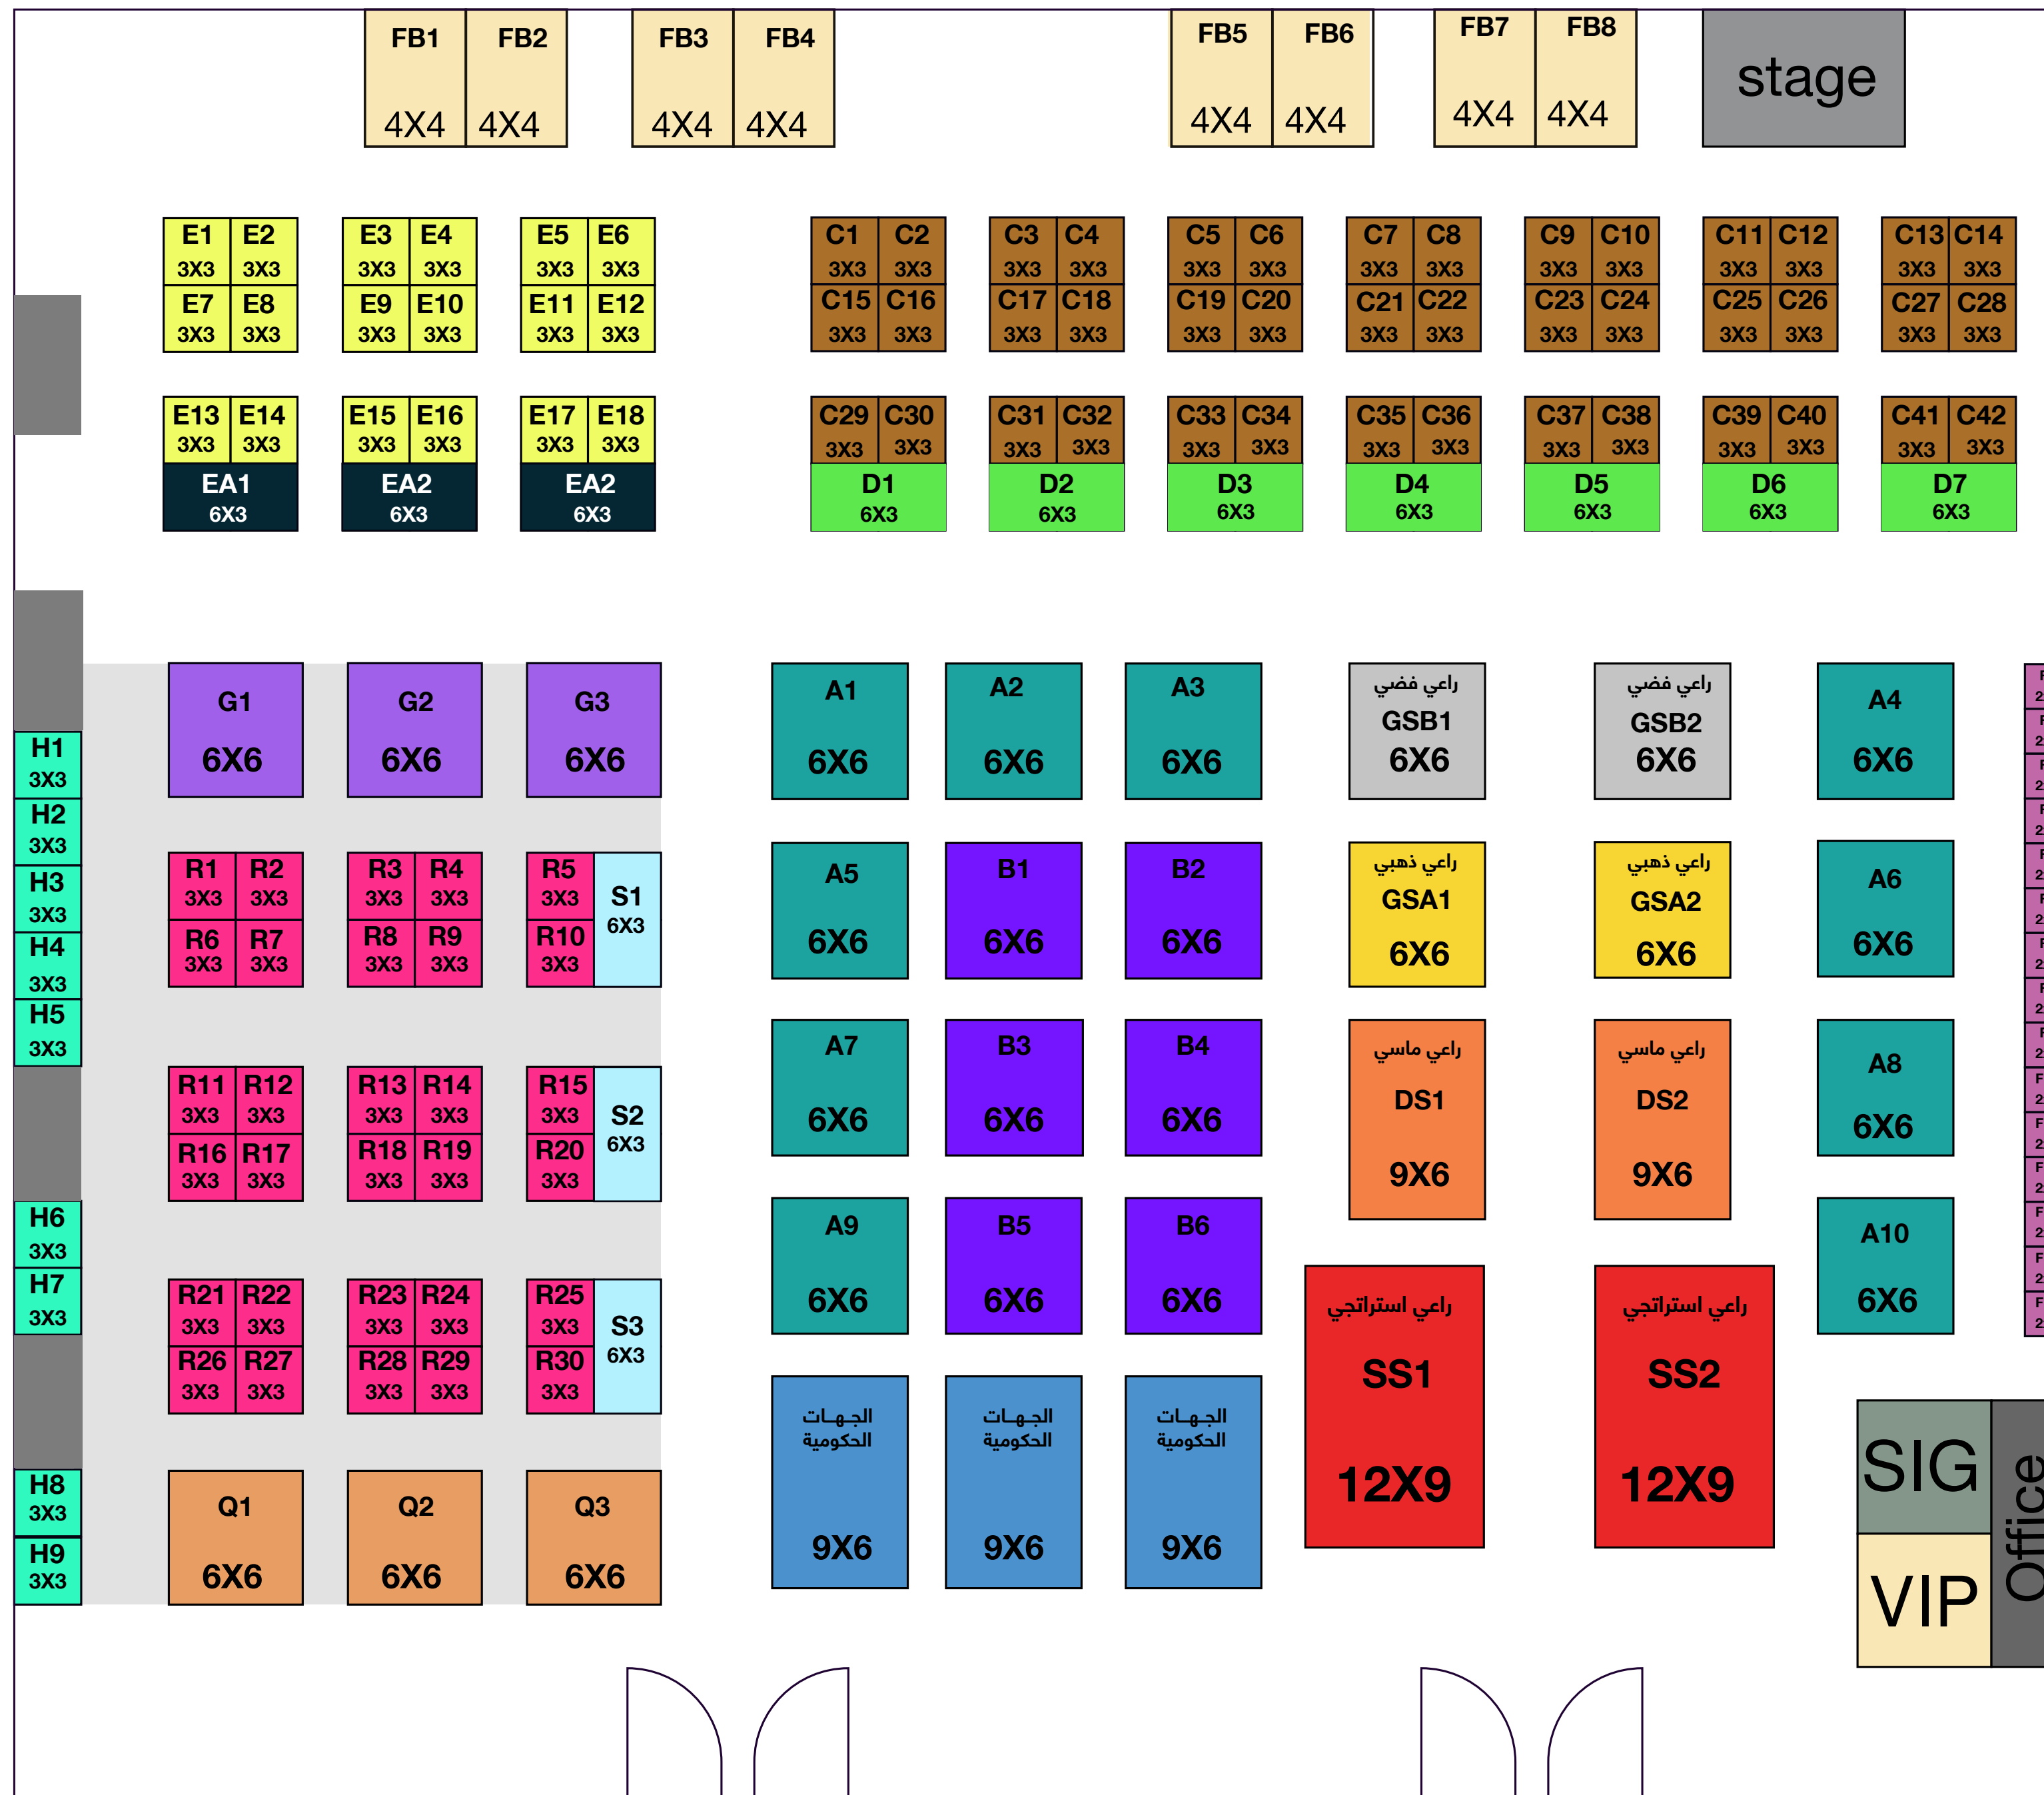 FB1 FB2 FB3 FB4 FB5 FB6 FB7 FB8
4X4 4X4 4X4 4X4 4X4 4X4 4X4 4X4
stage
E1 E2 E3 E4 E5 E6 C1 C2 C3 C4 C5 C6 C7 C8 C9 C10 C11 C12 C13 C14
3X3 3X3 3X3 3X3 3X3 3X3 3X3 3X3 3X3 3X3 3X3 3X3 3X3 3X3 3X3 3X3 3X3 3X3 3X3 3X3
E7 E8 E9 E10 E11 E12 C15 C16 C17 C18 C19 C20 C21 C22 C23 C24 C25 C26 C27 C28
3X3 3X3 3X3 3X3 3X3 3X3 3X3 3X3 3X3 3X3 3X3 3X3 3X3 3X3 3X3 3X3 3X3 3X3 3X3 3X3
E13 E14 E15 E16 E17 E18 C29 C30 C31 C32 C33 C34 C35 C36 C37 C38 C39 C40 C41 C42
3X3 3X3 3X3 3X3 3X3 3X3 3X3 3X3 3X3 3X3 3X3 3X3 3X3 3X3 3X3 3X3 3X3 3X3 3X3 3X3
EA1 EA2 EA2 D1 D2 D3 D4 D5 D6 D7
6X3 6X3 6X3 6X3 6X3 6X3 6X3 6X3 6X3 6X3
H1
3X3
H2
3X3
H3
3X3
H4
3X3
H5
3X3
H6
3X3
H7
3X3
H8
3X3
H9
3X3
G1 G2 G3
6X6 6X6 6X6
R1 R2 R3 R4 R5
3X3 3X3 3X3 3X3 3X3
S1
6X3
R6 R7 R8 R9 R10
3X3 3X3 3X3 3X3 3X3
R11 R12 R13 R14 R15
3X3 3X3 3X3 3X3 3X3
S2
6X3
R16 R17 R18 R19 R20
3X3 3X3 3X3 3X3 3X3
R21 R22 R23 R24 R25
3X3 3X3 3X3 3X3 3X3
S3
6X3
R26 R27 R28 R29 R30
3X3 3X3 3X3 3X3 3X3
Q1 Q2 Q3
6X6 6X6 6X6
A1 A2 A3
6X6 6X6 6X6
A5 B1 B2
6X6 6X6 6X6
A7 B3 B4
6X6 6X6 6X6
A9 B5 B6
6X6 6X6 6X6
الجهات الجهات الجهات
الحكومية الحكومية الحكومية
9X6 9X6 9X6
راعي فضي راعي فضي
GSB1 GSB2
6X6 6X6
راعي ذهبي راعي ذهبي
GSA1 GSA2
6X6 6X6
راعي ماسي راعي ماسي
DS1 DS2
9X6 9X6
راعي استراتجي راعي استراتجي
SS1 SS2
12X9 12X9
A4
6X6
A6
6X6
A8
6X6
A10
6X6
SIG
VIP
Office